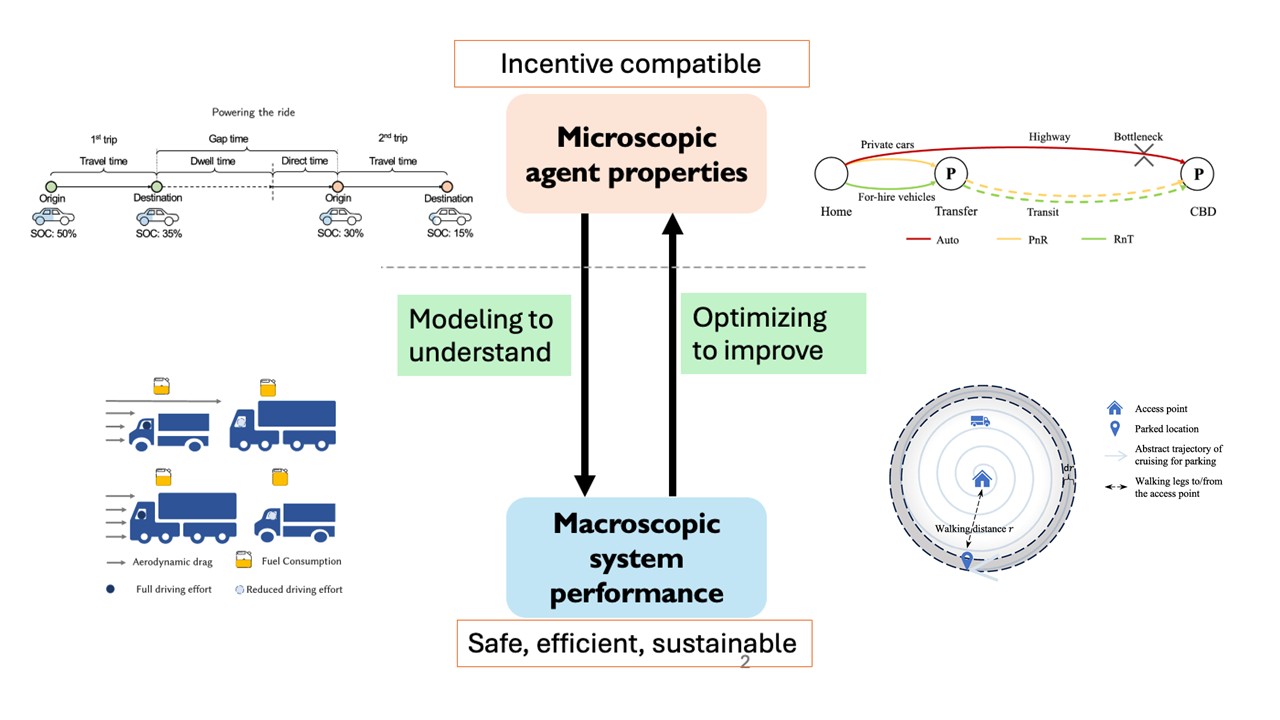 Incentive compatible
Microscopic
agent properties
Powering the ride
1st trip
Gap time
2nd trip
Travel time
Dwell time
Direct time
Travel time
Origin
Destination
Origin
Destination
SOC: 50%
SOC: 35%
SOC: 30%
SOC: 15%
Private cars
Highway
Bottleneck
P
P
For-hire vehicles
Home
Transfer
Transit
CBD
Auto
PnR
RnT
Modeling to
understand
Optimizing
to improve
Aerodynamic drag
Fuel Consumption
Full driving effort
Reduced driving effort
dr
Walking distance r
Access point
Parked location
Abstract trajectory of
cruising for parking
Walking legs to/from
the access point
Macroscopic
system
performance
Safe, efficient, sustainable
2